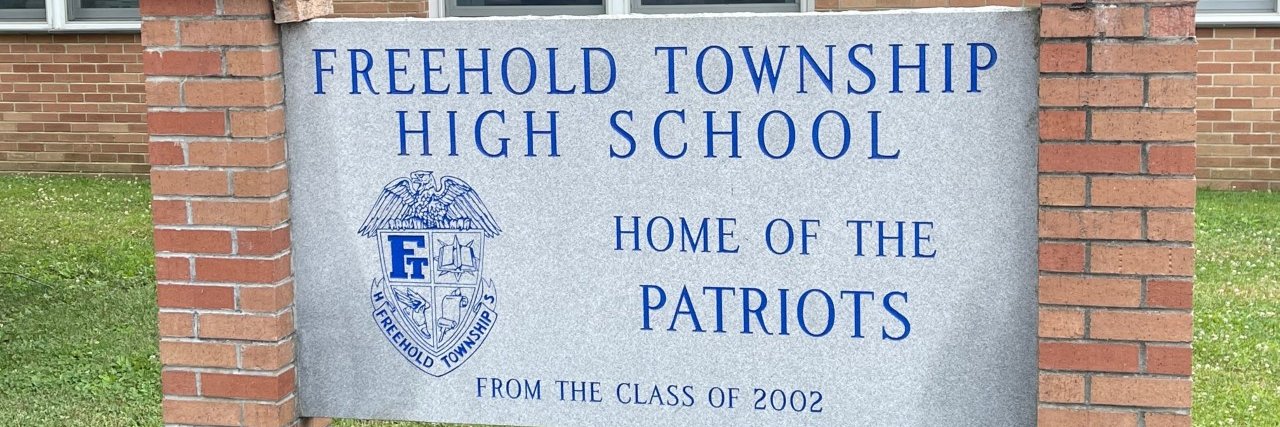 FREEHOLD TOWNSHIP
HIGH SCHOOL
HOME OF THE
PATRIOTS
FT
H FREEHOLD TOWNSHIP S
FROM THE CLASS OF 2002